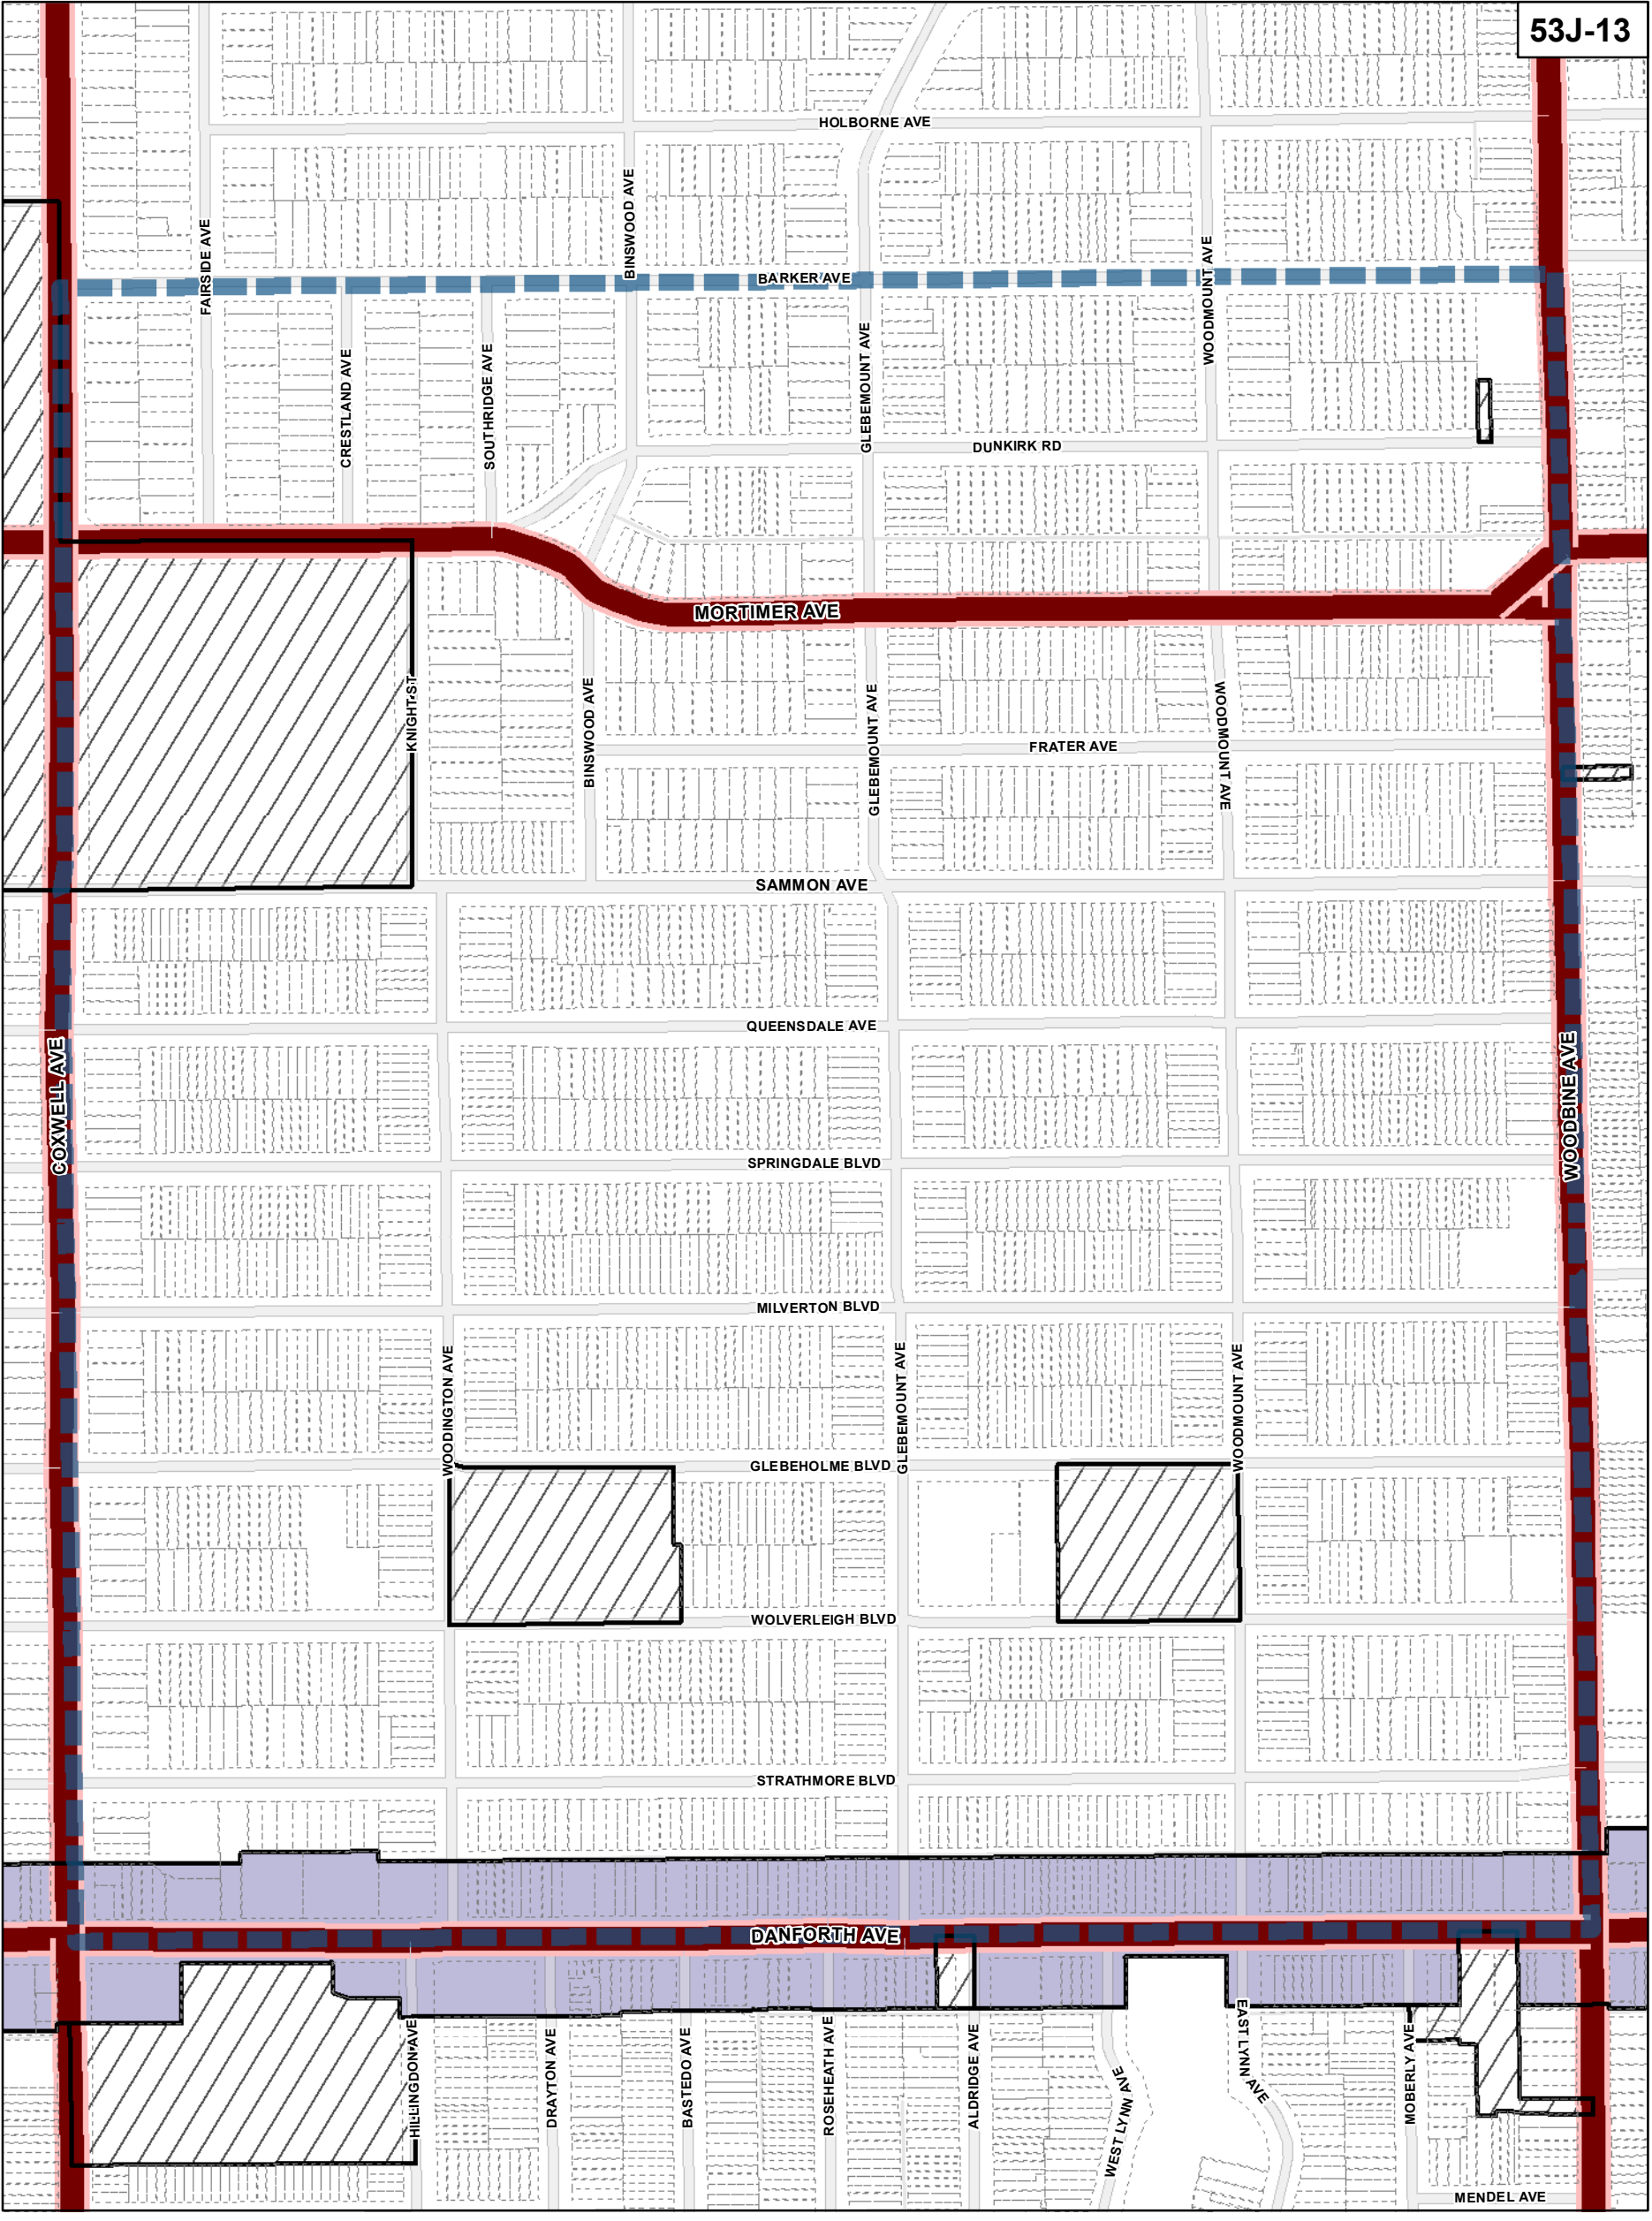 53J-13
HOLBORNE AVE
BINSWOOD AVE
FAIRSIDE AVE
WOODMOUNT AVE
BARKER AVE
GLEBEMOUNT AVE
CRESTLAND AVE
SOUTHRIDGE AVE
DUNKIRK RD
MORTIMER AVE
KNIGHT ST
BINSWOOD AVE
GLEBEMOUNT AVE
WOODMOUNT AVE
FRATER AVE
SAMMON AVE
QUEENSDALE AVE
COXWELL AVE
WOODBINE AVE
SPRINGDALE BLVD
MILVERTON BLVD
WOODINGTON AVE
GLEBEMOUNT AVE
WOODMOUNT AVE
GLEBEHOLME BLVD
WOLVERLEIGH BLVD
STRATHMORE BLVD
DANFORTH AVE
HILLINGDON AVE
DRAYTON AVE
BASTEDO AVE
ROSEHEATH AVE
ALDRIDGE AVE
WEST LYNN AVE
EAST LYNN AVE
MOBERLY AVE
MENDEL AVE